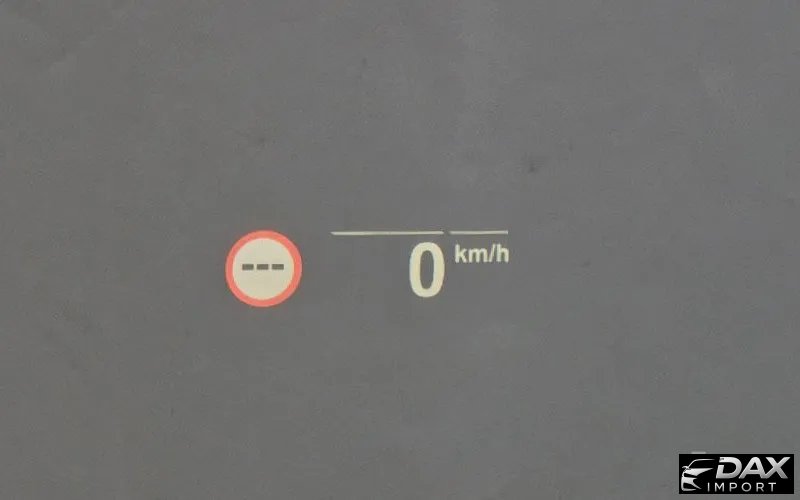 ---
0 km/h
DAX
IMPORT